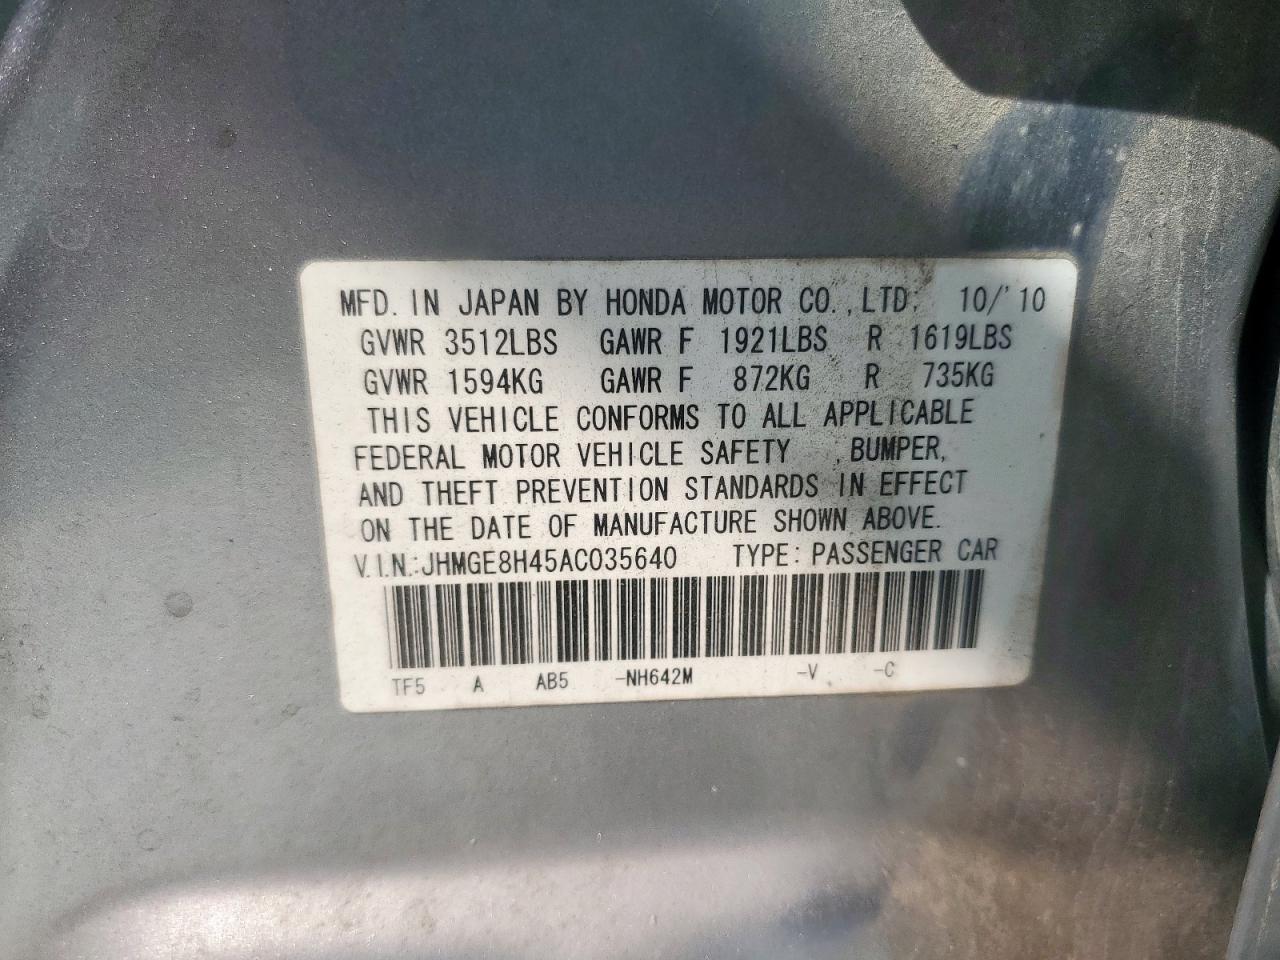 MFD. IN JAPAN BY HONDA MOTOR CO., LTD. 10/'10
GVWR 3512LBS GAWR F 1921LBS R 1619LBS
GVWR 1594KG GAWR F 872KG R 735KG
THIS VEHICLE CONFORMS TO ALL APPLICABLE
FEDERAL MOTOR VEHICLE SAFETY , BUMPER,
AND THEFT PREVENTION STANDARDS IN EFFECT
ON THE DATE OF MANUFACTURE SHOWN ABOVE.
V.I.N.:JHMGE8H45AC035640 TYPE: PASSENGER CAR
TF5 A AB5 -NH642M -V -C